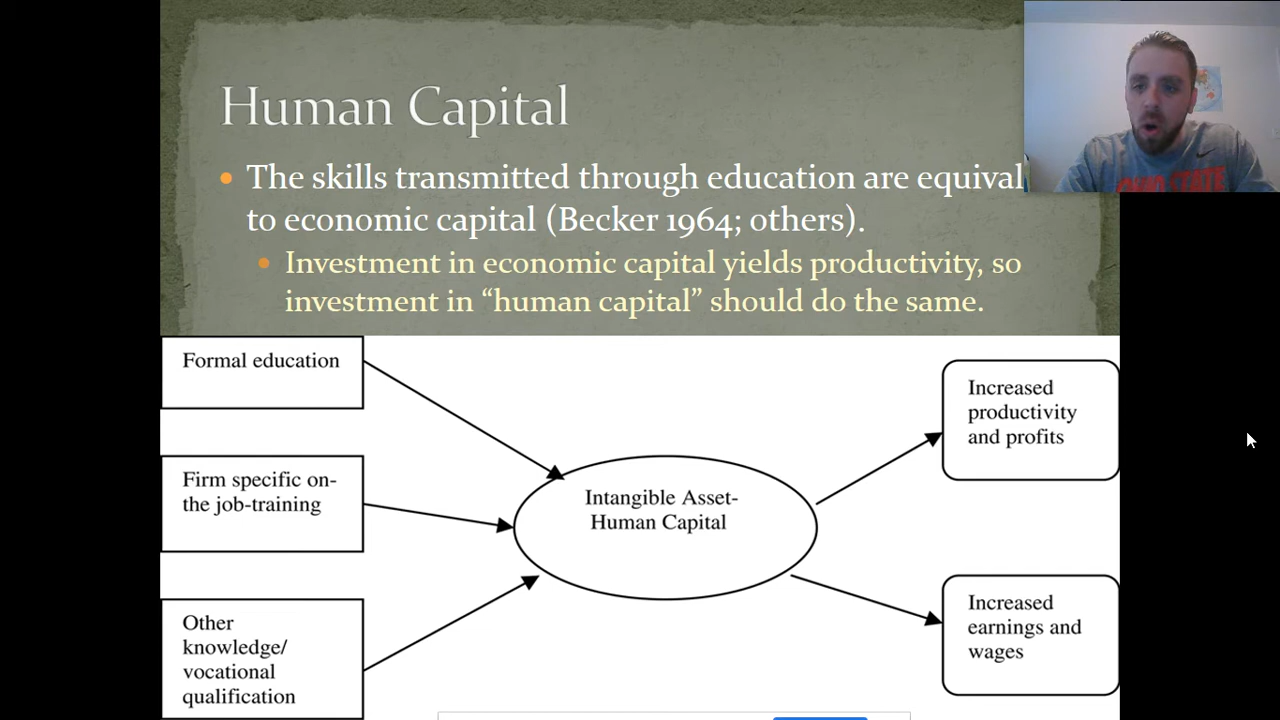 Human Capital
The skills transmitted through education are equival
to economic capital (Becker 1964; others).
Investment in economic capital yields productivity, so
investment in “human capital” should do the same.
Formal education
Firm specific on-
the job-training
Other
knowledge/
vocational
qualification
Intangible Asset-
Human Capital
Increased
productivity
and profits
Increased
earnings and
wages
OHIO STATE